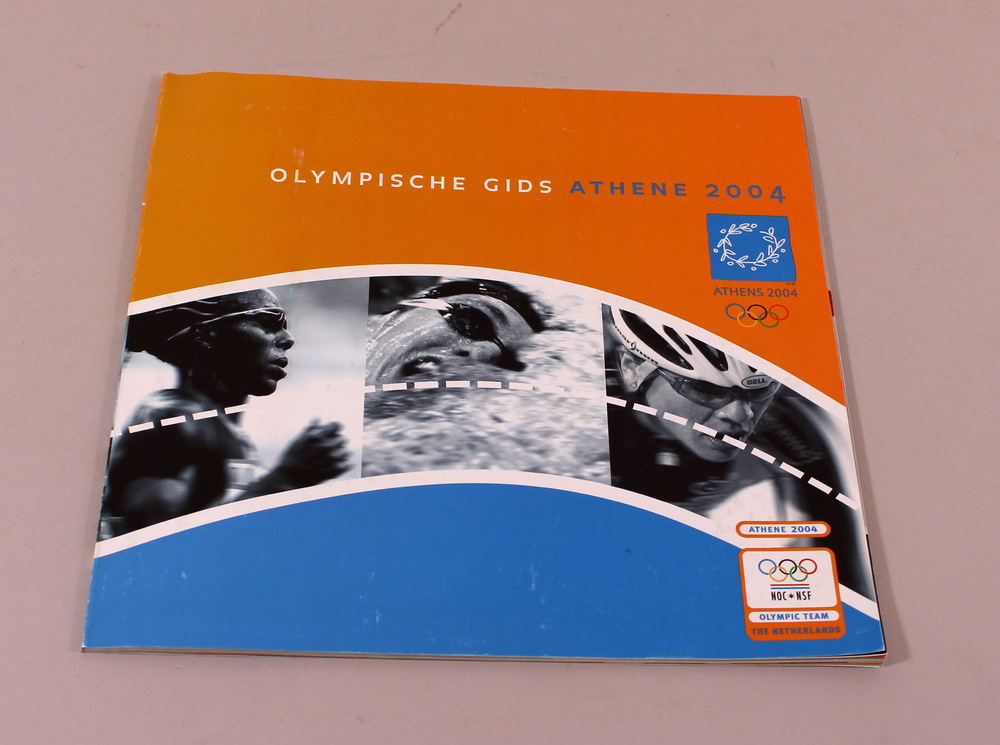 OLYMPISCHE GIDS ATHENE 2004
ATHENS 2004
BELL
ATHENE 2004
NOC*NSF
OLYMPIC TEAM
THE NETHERLANDS